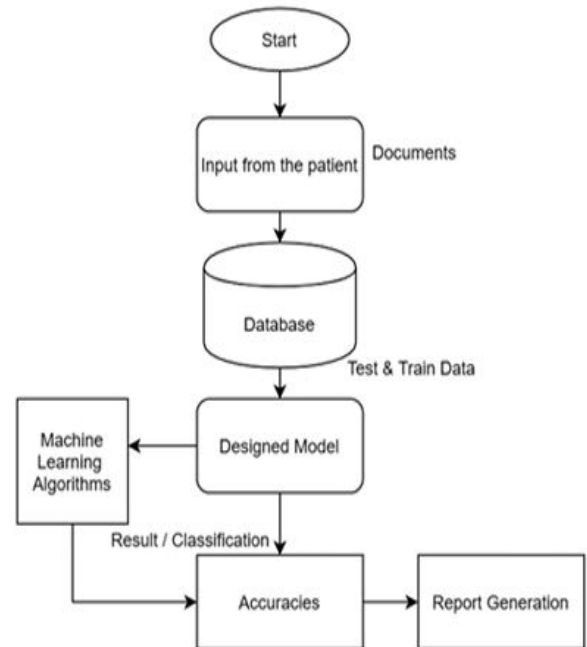 Start
Input from the patient
Documents
Database
Test & Train Data
Designed Model
Machine
Learning
Algorithms
Result / Classification
Accuracies
Report Generation